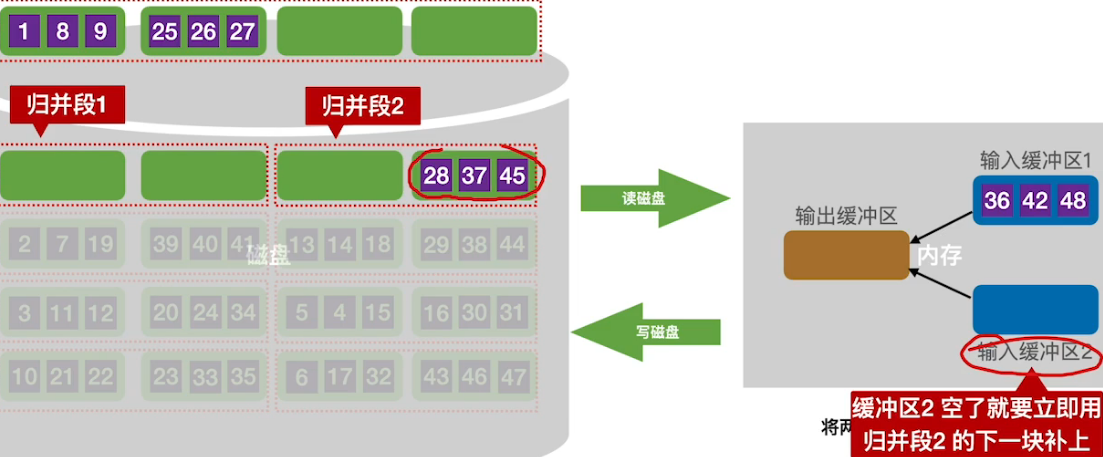 1 8 9 25 26 27
归并段1 归并段2
28 37 45
2 7 19 39 40 41 13 14 18 29 38 44
磁盘
3 11 12 20 24 34 5 4 15 16 30 31
10 21 22 23 33 35 6 17 32 43 46 47
读磁盘
写磁盘
输入缓冲区1
36 42 48
输出缓冲区
内存
输入缓冲区2
缓冲区2 空了就要立即用
归并段2 的下一块补上
将两